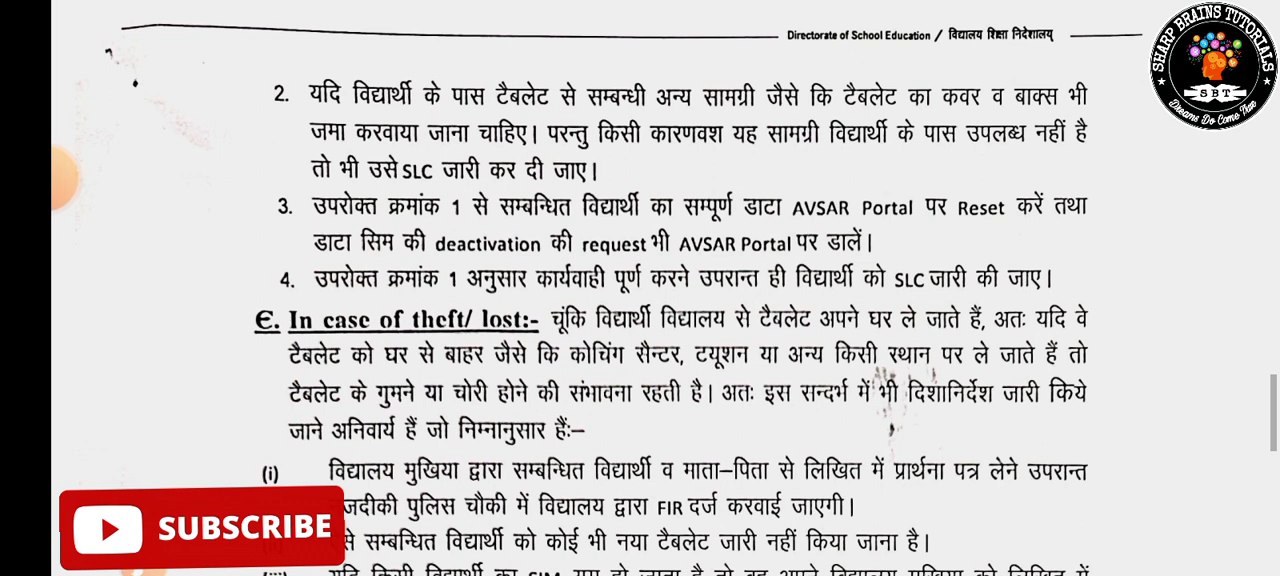 Directorate of School Education / विद्यालय शिक्षा निदेशालय
SHARP BRAINS TUTORIALS
SBT
Dreams Do Come True
2. यदि विद्यार्थी के पास टैबलेट से सम्बन्धी अन्य सामग्री जैसे कि टैबलेट का कवर व बाक्स भी
जमा करवाया जाना चाहिए। परन्तु किसी कारणवश यह सामग्री विद्यार्थी के पास उपलब्ध नहीं है
तो भी उसे SLC जारी कर दी जाए।
3. उपरोक्त क्रमांक 1 से सम्बन्धित विद्यार्थी का सम्पूर्ण डाटा AVSAR Portal पर Reset करें तथा
डाटा सिम की deactivation की request भी AVSAR Portal पर डालें।
4. उपरोक्त क्रमांक 1 अनुसार कार्यवाही पूर्ण करने उपरान्त ही विद्यार्थी को SLC जारी की जाए।
E. In case of theft/ lost:- चूंकि विद्यार्थी विद्यालय से टैबलेट अपने घर ले जाते हैं, अतः यदि वे
टैबलेट को घर से बाहर जैसे कि कोचिंग सैन्टर, टयूशन या अन्य किसी स्थान पर ले जाते हैं तो
टैबलेट के गुमने या चोरी होने की संभावना रहती है। अतः इस सन्दर्भ में भी दिशानिर्देश जारी किये
जाने अनिवार्य हैं जो निम्नानुसार हैं:–
(i) विद्यालय मुखिया द्वारा सम्बन्धित विद्यार्थी व माता–पिता से लिखित में प्रार्थना पत्र लेने उपरान्त
पुलिस चौकी में विद्यालय द्वारा FIR दर्ज करवाई जाएगी।
SUBSCRIBE
सम्बन्धित विद्यार्थी को कोई भी नया टैबलेट जारी नहीं किया जाना है।